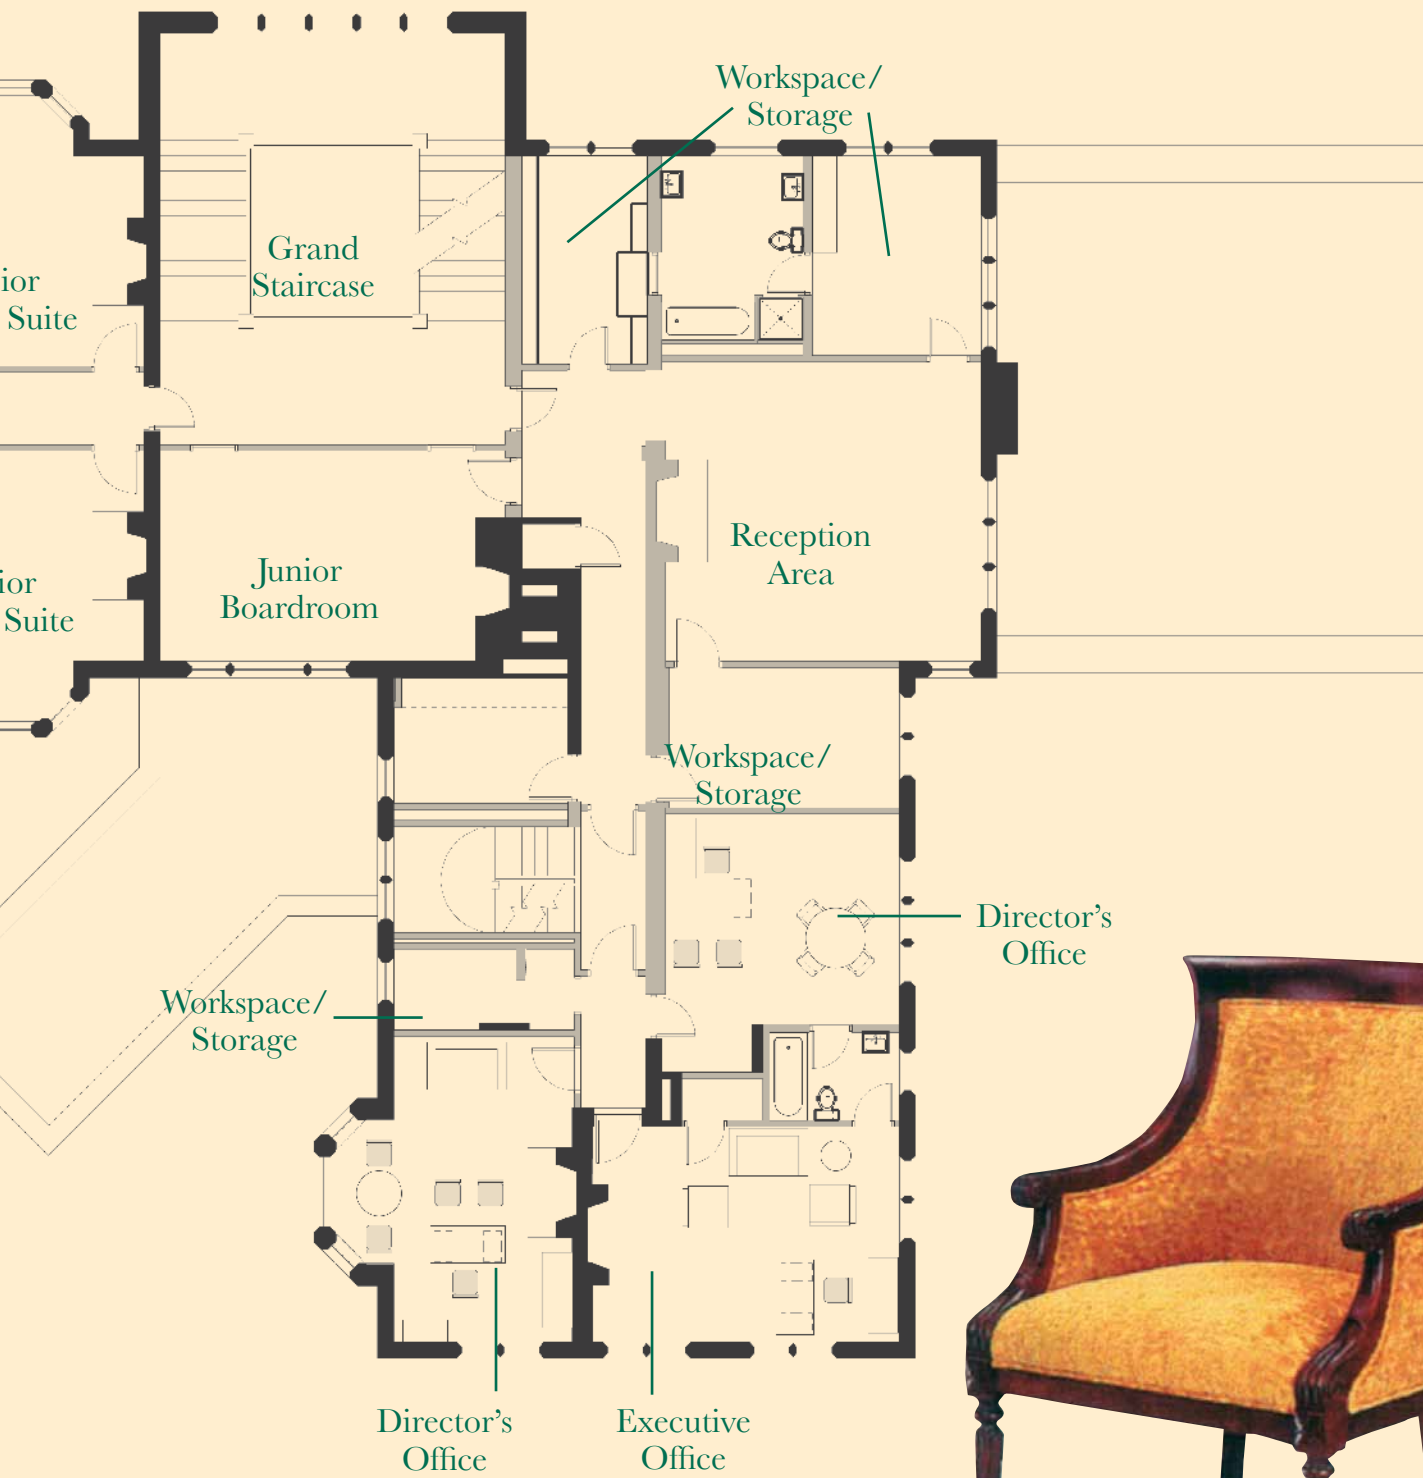 Workspace/
Storage
Grand
Staircase
ior
Suite
Reception
Area
Junior
Boardroom
ior
Suite
Workspace/
Storage
Director’s
Office
Workspace/
Storage
Director’s
Office
Executive
Office